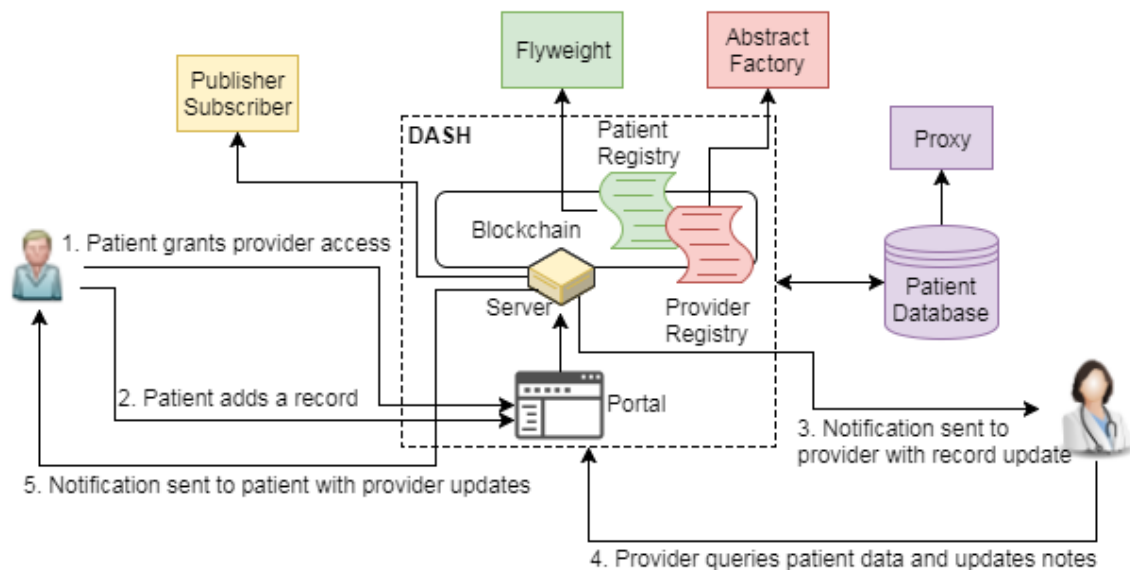 Flyweight
Abstract
Factory
Publisher
Subscriber
DASH
Patient
Registry
Proxy
Blockchain
1. Patient grants provider access
Server
Provider
Registry
Patient
Database
2. Patient adds a record
Portal
3. Notification sent to
provider with record update
5. Notification sent to patient with provider updates
4. Provider queries patient data and updates notes